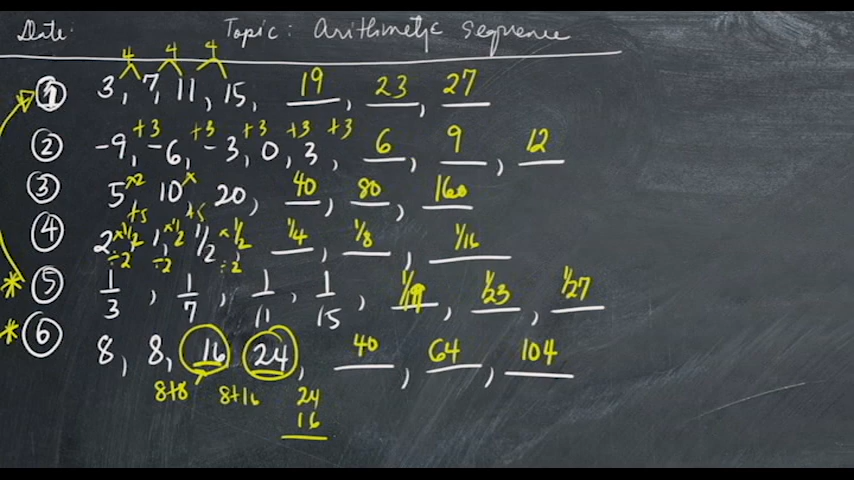 Date: Topic: Arithmetic sequence
4 4 4
① 3, 7, 11, 15, 19, 23, 27
+3 +3 +3 +3 +3
② -9, -6, -3, 0, 3, 6, 9, 12
③ 5, ×2 10, × 20, 40, 80, 160
+5 +5
④ 2, ×1/2 1, ×1/2 1/2, ×1/2 1/4, 1/8, 1/16
÷2 ÷2 ÷2
* ⑤ 1/3, 1/7, 1/11, 1/15, 1/19, 1/23, 1/27
* ⑥ 8, 8, 16 24, 40, 64, 104
8+8 8+16 24
16